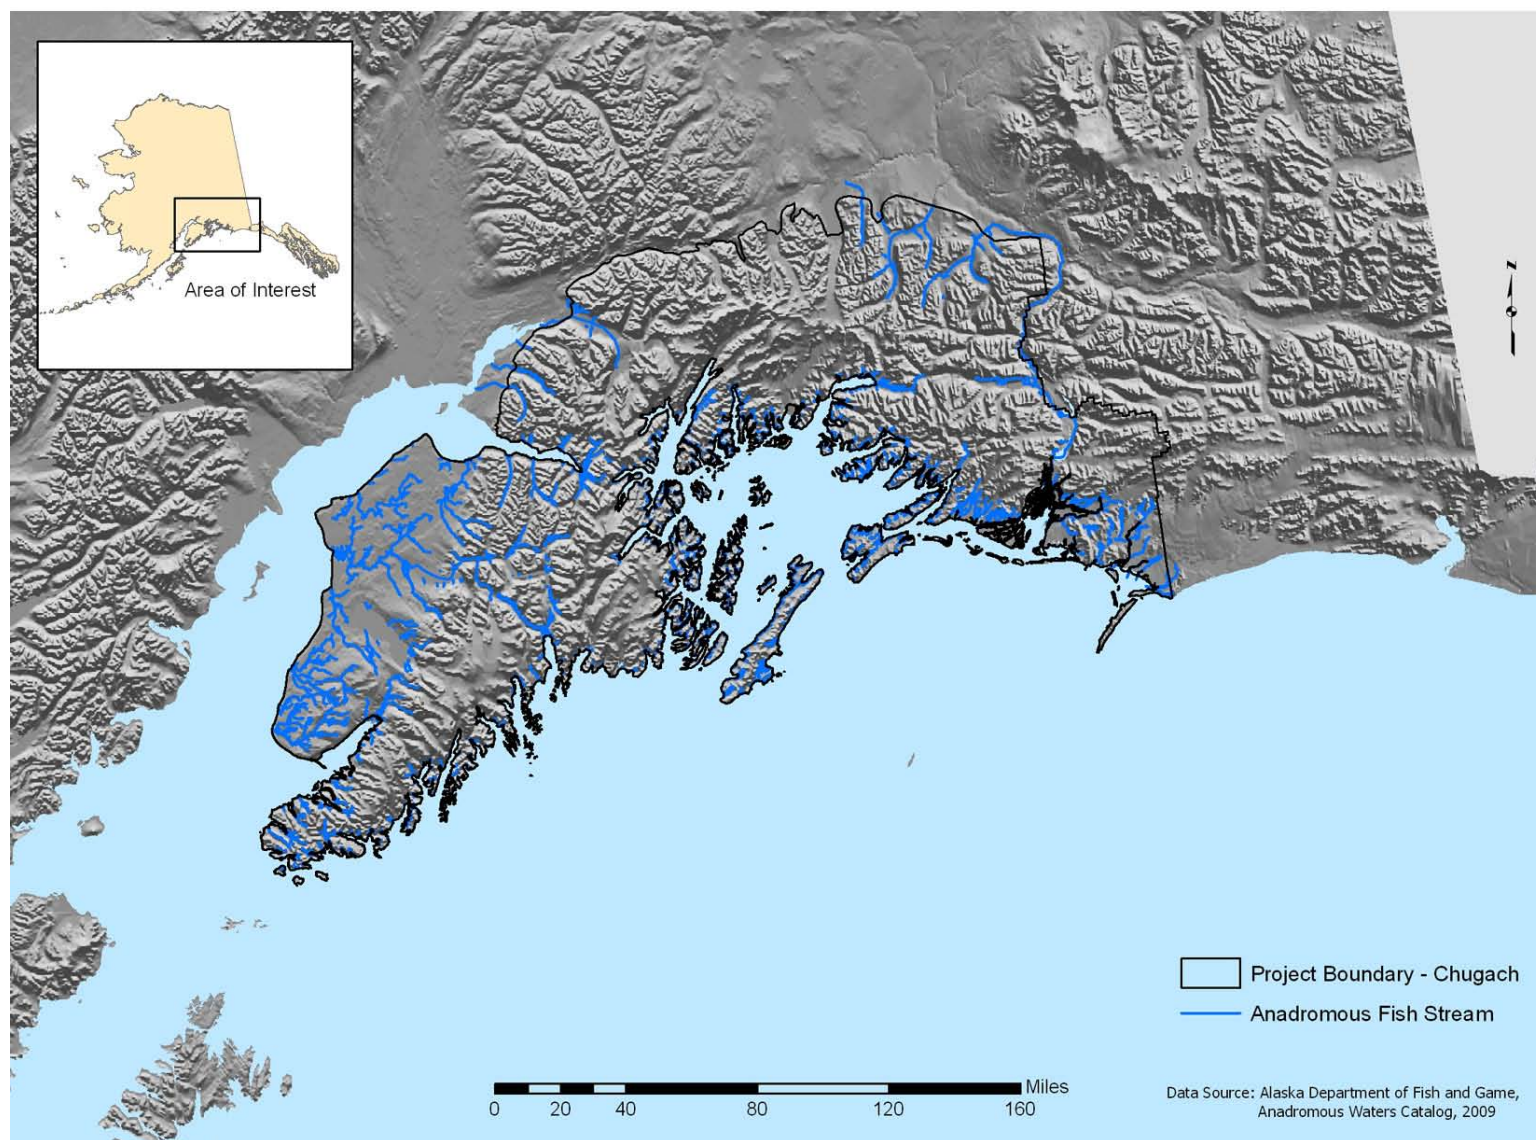 Area of Interest
N
Project Boundary - Chugach
Anadromous Fish Stream
Miles
0 20 40 80 120 160
Data Source: Alaska Department of Fish and Game,
Anadromous Waters Catalog, 2009